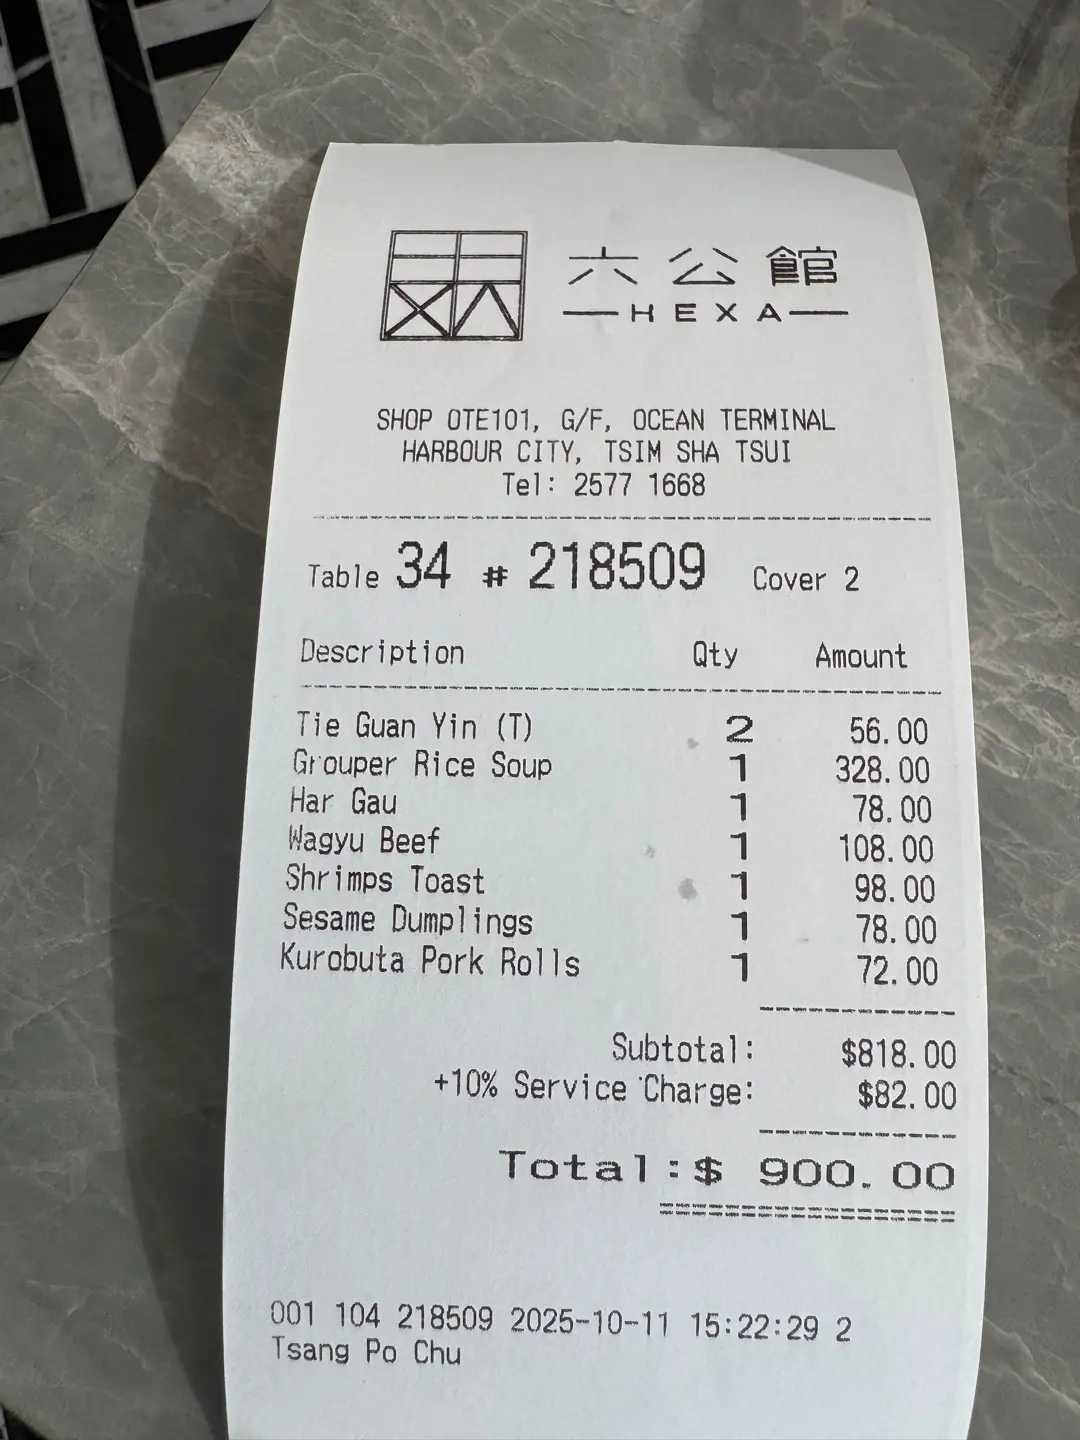 六公館
HEXA
SHOP OTE101, G/F, OCEAN TERMINAL
HARBOUR CITY, TSIM SHA TSUI
Tel: 2577 1668
Table 34 # 218509 Cover 2
Description Qty Amount
Tie Guan Yin (T) 2 56.00
Grouper Rice Soup 1 328.00
Har Gau 1 78.00
Wagyu Beef 1 108.00
Shrimps Toast 1 98.00
Sesame Dumplings 1 78.00
Kurobuta Pork Rolls 1 72.00
Subtotal: $818.00
+10% Service Charge: $82.00
Total:$ 900.00
001 104 218509 2025-10-11 15:22:29 2
Tsang Po Chu